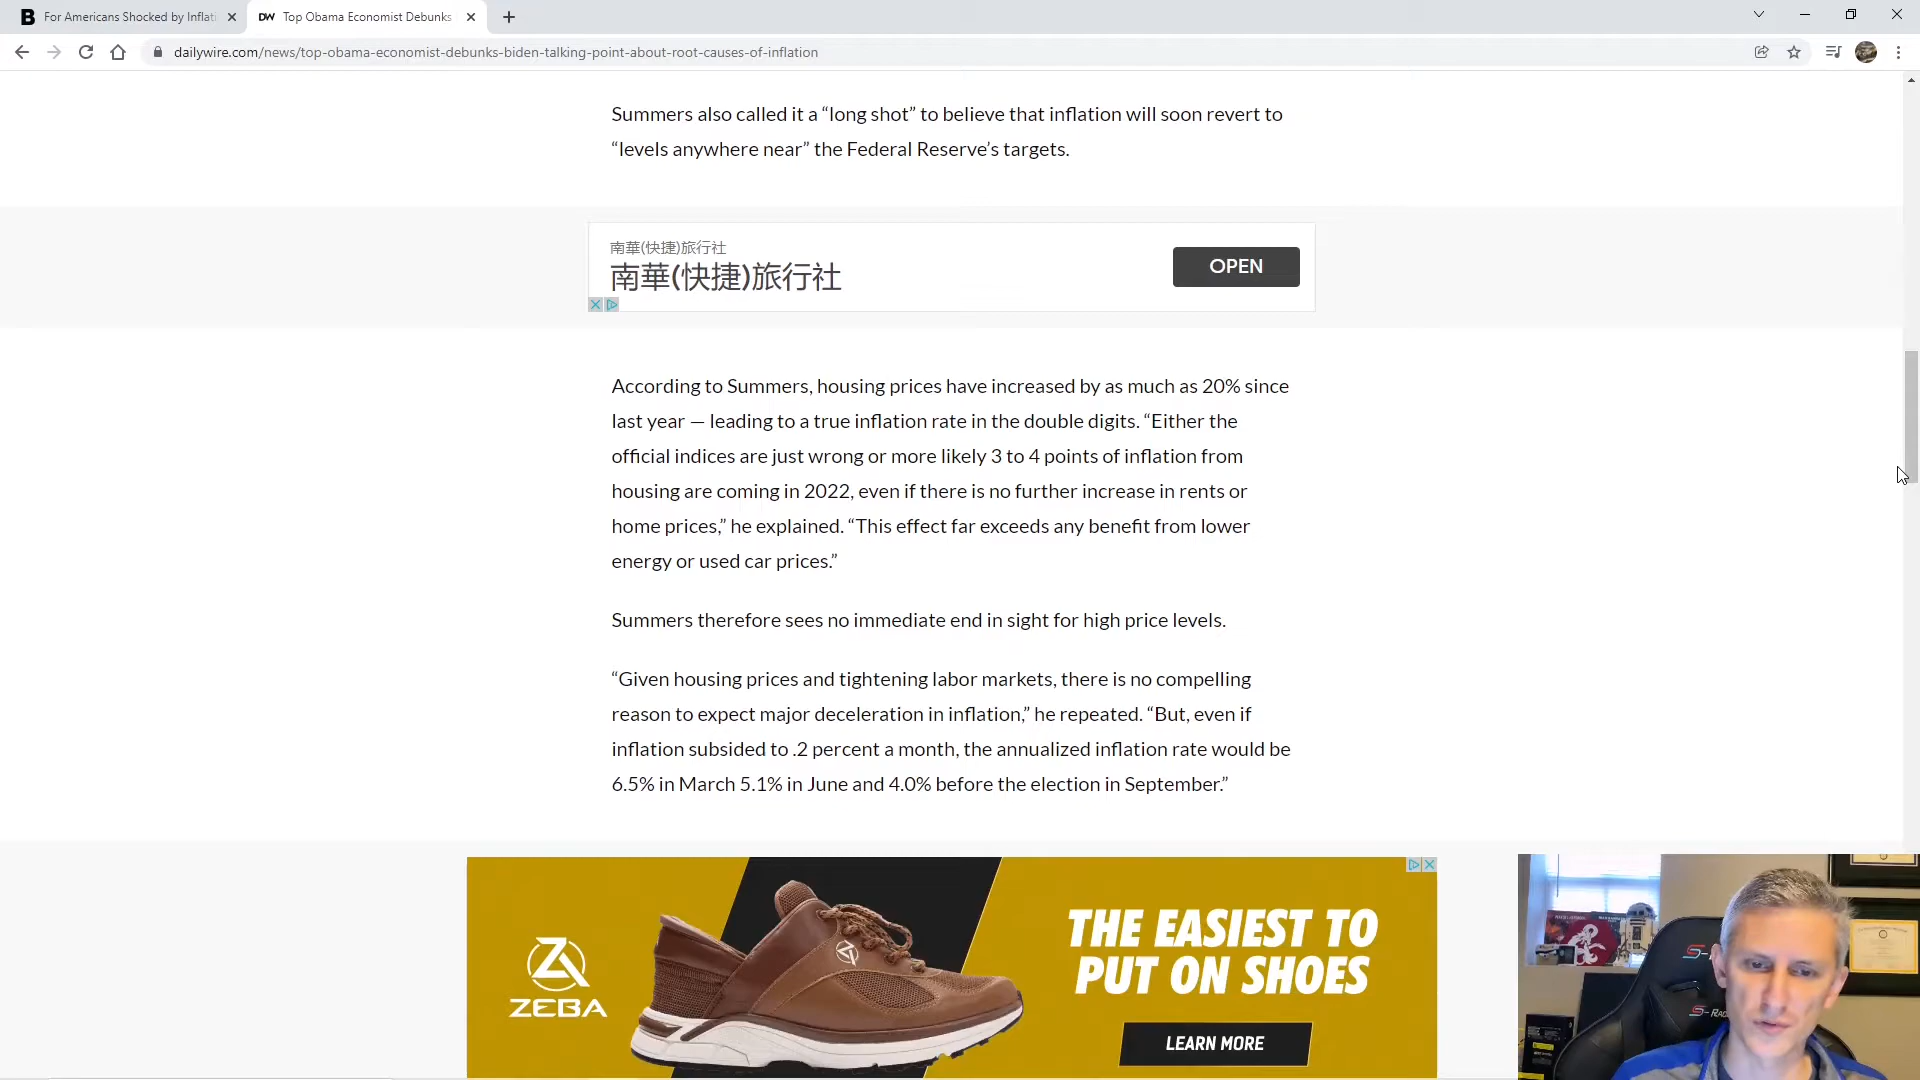 For Americans Shocked by Inflati
DW Top Obama Economist Debunks
dailywire.com/news/top-obama-economist-debunks-biden-talking-point-about-root-causes-of-inflation
Summers also called it a “long shot” to believe that inflation will soon revert to
“levels anywhere near” the Federal Reserve’s targets.
南華(快捷)旅行社
南華(快捷)旅行社
OPEN
According to Summers, housing prices have increased by as much as 20% since
last year — leading to a true inflation rate in the double digits. “Either the
official indices are just wrong or more likely 3 to 4 points of inflation from
housing are coming in 2022, even if there is no further increase in rents or
home prices,” he explained. “This effect far exceeds any benefit from lower
energy or used car prices.”
Summers therefore sees no immediate end in sight for high price levels.
“Given housing prices and tightening labor markets, there is no compelling
reason to expect major deceleration in inflation,” he repeated. “But, even if
inflation subsided to .2 percent a month, the annualized inflation rate would be
6.5% in March 5.1% in June and 4.0% before the election in September.”
ZEBA
THE EASIEST TO
PUT ON SHOES
LEARN MORE